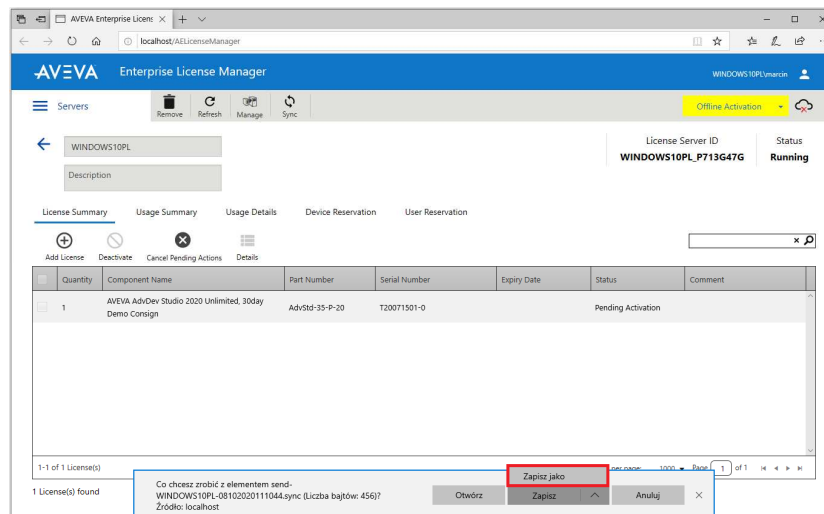 AVEVA Enterprise Licens
localhost/AELicenseManager
AVEVA Enterprise License Manager
WINDOWS10PL\marcin
Servers
Remove Refresh Manage Sync
Offline Activation
WINDOWS10PL
Description
License Server ID
WINDOWS10PL_P713G47G
Status
Running
License Summary Usage Summary Usage Details Device Reservation User Reservation
Add License Deactivate Cancel Pending Actions Details
Quantity Component Name Part Number Serial Number Expiry Date Status Comment
1 AVEVA AdvDev Studio 2020 Unlimited, 30day
Demo Consign
AdvStd-35-P-20 T20071501-0 Pending Activation
1-1 of 1 License(s)
per page: 1000 Page 1 of 1
1 License(s) found
Zapisz jako
Co chcesz zrobić z elementem send-
WINDOWS10PL-08102020111044.sync (Liczba bajtów: 456)?
Źródło: localhost
Otwórz Zapisz Anuluj